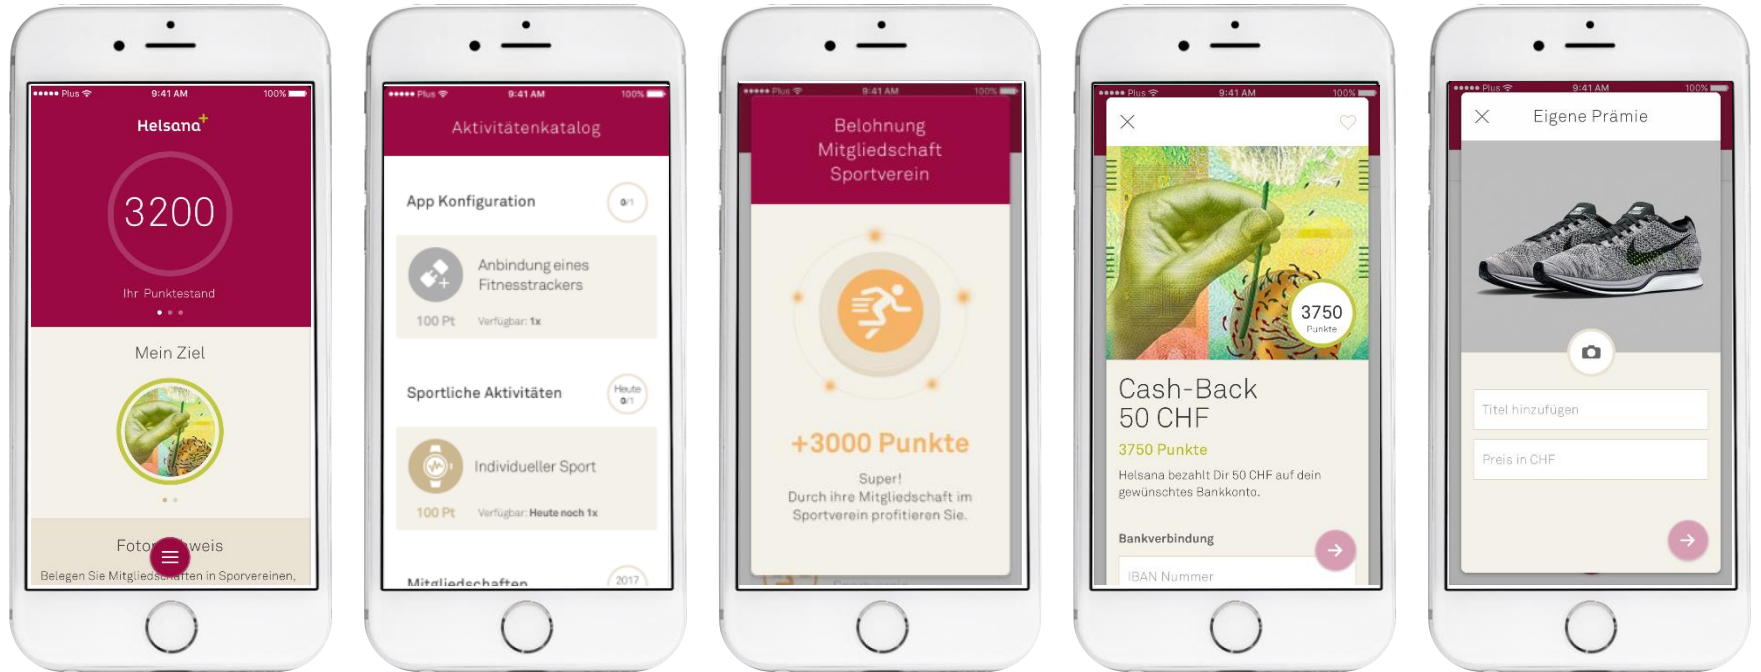 Plus
9:41 AM
100%
Helsana+
3200
Ihr Punktestand
Mein Ziel
Belegen Sie Mitgliedschaften in Sporvereinen,
Plus
9:41 AM
100%
Aktivitätenkatalog
App Konfiguration
0/1
Anbindung eines
Fitnesstrackers
100 Pt
Verfügbar: 1x
Sportliche Aktivitäten
Heute
0/1
Individueller Sport
100 Pt
Verfügbar: Heute noch 1x
Mitgliedschaften
2017
Plus
9:41 AM
100%
Belohnung
Mitgliedschaft
Sportverein
+3000 Punkte
Super!
Durch ihre Mitgliedschaft im
Sportverein profitieren Sie.
Plus
9:41 AM
100%
3750
Punkte
Cash-Back
50 CHF
3750 Punkte
Helsana bezahlt Dir 50 CHF auf dein
gewünschtes Bankkonto.
Bankverbindung
IBAN Nummer
Plus
9:41 AM
100%
Eigene Prämie
Titel hinzufügen
Preis in CHF